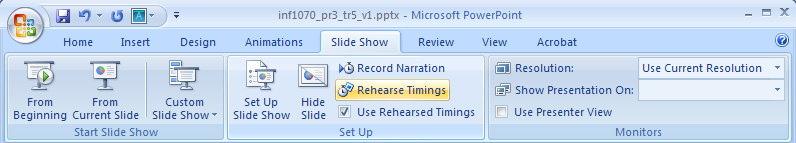 inf1070_pr3_tr5_v1.pptx - Microsoft PowerPoint
Home Insert Design Animations Slide Show Review View Acrobat
From Beginning
From Current Slide
Custom Slide Show
Start Slide Show
Set Up Slide Show
Hide Slide
Record Narration
Rehearse Timings
Use Rehearsed Timings
Set Up
Resolution: Use Current Resolution
Show Presentation On:
Use Presenter View
Monitors